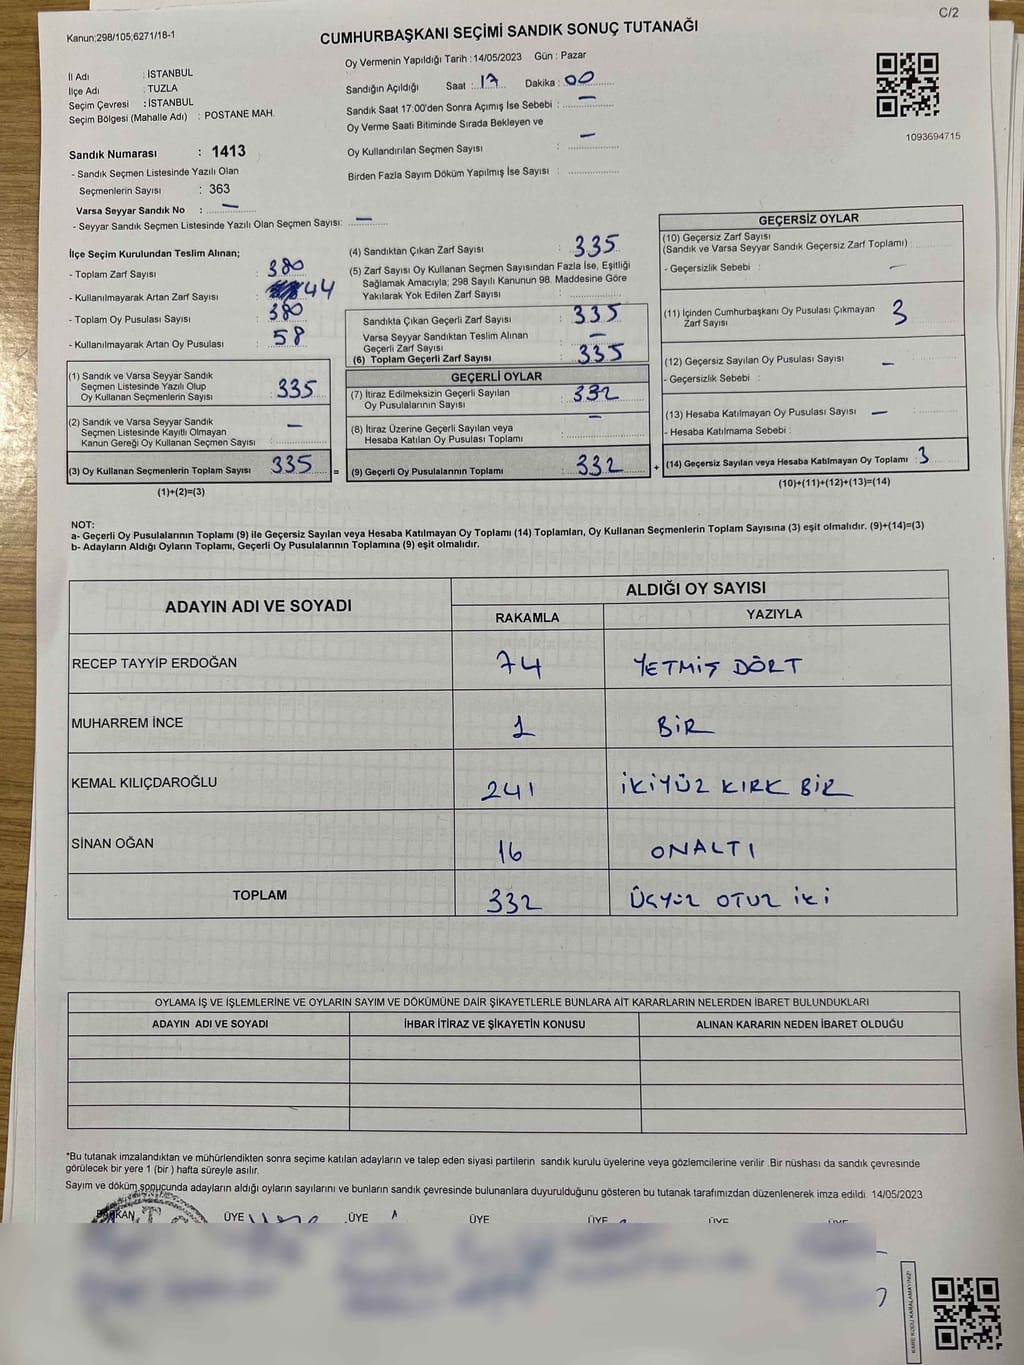 C/2
Kanun;298/105,6271/18-1
CUMHURBAŞKANI SEÇİMİ SANDIK SONUÇ TUTANAĞI
İl Adı : İSTANBUL
İlçe Adı : TUZLA
Seçim Çevresi : İSTANBUL
Seçim Bölgesi (Mahalle Adı) : POSTANE MAH.
Oy Vermenin Yapıldığı Tarih :14/05/2023 Gün : Pazar
Sandığın Açıldığı Saat : 17 Dakika : 00
Sandık Saat 17:00'den Sonra Açımış İse Sebebi : —
Oy Verme Saati Bitiminde Sırada Bekleyen ve
Oy Kullandırılan Seçmen Sayısı : —
Birden Fazla Sayım Döküm Yapılmış İse Sayısı :
1093694715
Sandık Numarası : 1413
- Sandık Seçmen Listesinde Yazılı Olan
Seçmenlerin Sayısı : 363
Varsa Seyyar Sandık No : —
- Seyyar Sandık Seçmen Listesinde Yazılı Olan Seçmen Sayısı: —
İlçe Seçim Kurulundan Teslim Alınan;
- Toplam Zarf Sayısı : 380
- Kullanılmayarak Artan Zarf Sayısı : 44
- Toplam Oy Pusulası Sayısı : 380
- Kullanılmayarak Artan Oy Pusulası : 58
(1) Sandık ve Varsa Seyyar Sandık
Seçmen Listesinde Yazılı Olup
Oy Kullanan Seçmenlerin Sayısı : 335
(2) Sandık ve Varsa Seyyar Sandık
Seçmen Listesinde Kayıtlı Olmayan
Kanun Gereği Oy Kullanan Seçmen Sayısı : —
(3) Oy Kullanan Seçmenlerin Toplam Sayısı 335
(1)+(2)=(3)
(4) Sandıktan Çıkan Zarf Sayısı : 335
(5) Zarf Sayısı Oy Kullanan Seçmen Sayısından Fazla İse, Eşitliği
Sağlamak Amacıyla; 298 Sayılı Kanunun 98. Maddesine Göre
Yakılarak Yok Edilen Zarf Sayısı :
Sandıkta Çıkan Geçerli Zarf Sayısı : 335
Varsa Seyyar Sandıktan Teslim Alınan
Geçerli Zarf Sayısı : —
(6) Toplam Geçerli Zarf Sayısı : 335
GEÇERLİ OYLAR
(7) İtiraz Edilmeksizin Geçerli Sayılan
Oy Pusulalarının Sayısı : 332
(8) İtiraz Üzerine Geçerli Sayılan veya
Hesaba Katılan Oy Pusulası Toplamı : —
= (9) Geçerli Oy Pusulalarının Toplamı : 332
GEÇERSİZ OYLAR
(10) Geçersiz Zarf Sayısı
(Sandık ve Varsa Seyyar Sandık Geçersiz Zarf Toplamı) :
- Geçersizlik Sebebi : —
(11) İçinden Cumhurbaşkanı Oy Pusulası Çıkmayan
Zarf Sayısı : 3
(12) Geçersiz Sayılan Oy Pusulası Sayısı : —
- Geçersizlik Sebebi :
(13) Hesaba Katılmayan Oy Pusulası Sayısı — :
- Hesaba Katılmama Sebebi :
+ (14) Geçersiz Sayılan veya Hesaba Katılmayan Oy Toplamı : 3
(10)+(11)+(12)+(13)=(14)
NOT:
a- Geçerli Oy Pusulalarının Toplamı (9) ile Geçersiz Sayılan veya Hesaba Katılmayan Oy Toplamı (14) Toplamları, Oy Kullanan Seçmenlerin Toplam Sayısına (3) eşit olmalıdır. (9)+(14)=(3)
b- Adayların Aldığı Oyların Toplamı, Geçerli Oy Pusulalarının Toplamına (9) eşit olmalıdır.
ADAYIN ADI VE SOYADI ALDIĞI OY SAYISI
RAKAMLA YAZIYLA
RECEP TAYYİP ERDOĞAN 74 YETMİŞ DÖRT
MUHARREM İNCE 1 BİR
KEMAL KILIÇDAROĞLU 241 İKİYÜZ KIRK BİR
SİNAN OĞAN 16 ONALTI
TOPLAM 332 ÜÇYÜZ OTUZ İKİ
OYLAMA İŞ VE İŞLEMLERİNE VE OYLARIN SAYIM VE DÖKÜMÜNE DAİR ŞİKAYETLERLE BUNLARA AİT KARARLARIN NELERDEN İBARET BULUNDUKLARI
ADAYIN ADI VE SOYADI İHBAR İTİRAZ VE ŞİKAYETİN KONUSU ALINAN KARARIN NEDEN İBARET OLDUĞU
*Bu tutanak imzalandıktan ve mühürlendikten sonra seçime katılan adayların ve talep eden siyasi partilerin sandık kurulu üyelerine veya gözlemcilerine verilir .Bir nüshası da sandık çevresinde
görülecek bir yere 1 (bir ) hafta süreyle asılır.
Sayım ve döküm sonucunda adayların aldığı oyların sayılarını ve bunların sandık çevresinde bulunanlara duyurulduğunu gösteren bu tutanak tarafımızdan düzenlenerek imza edildi. 14/05/2023
BAŞKAN ÜYE ÜYE ÜYE ÜYE ÜYE ÜYE
KARE KODU KARALAMAYINIZ!